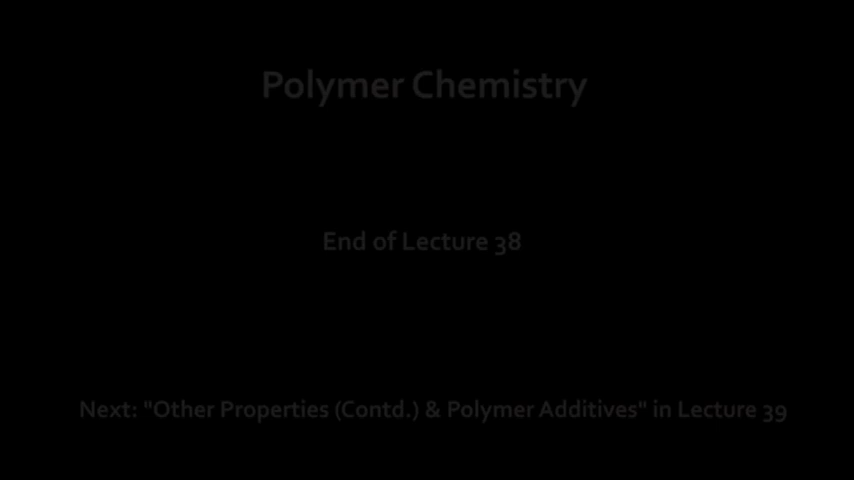 Polymer Chemistry
End of Lecture 38
Next: "Other Properties (Contd.) & Polymer Additives" in Lecture 39